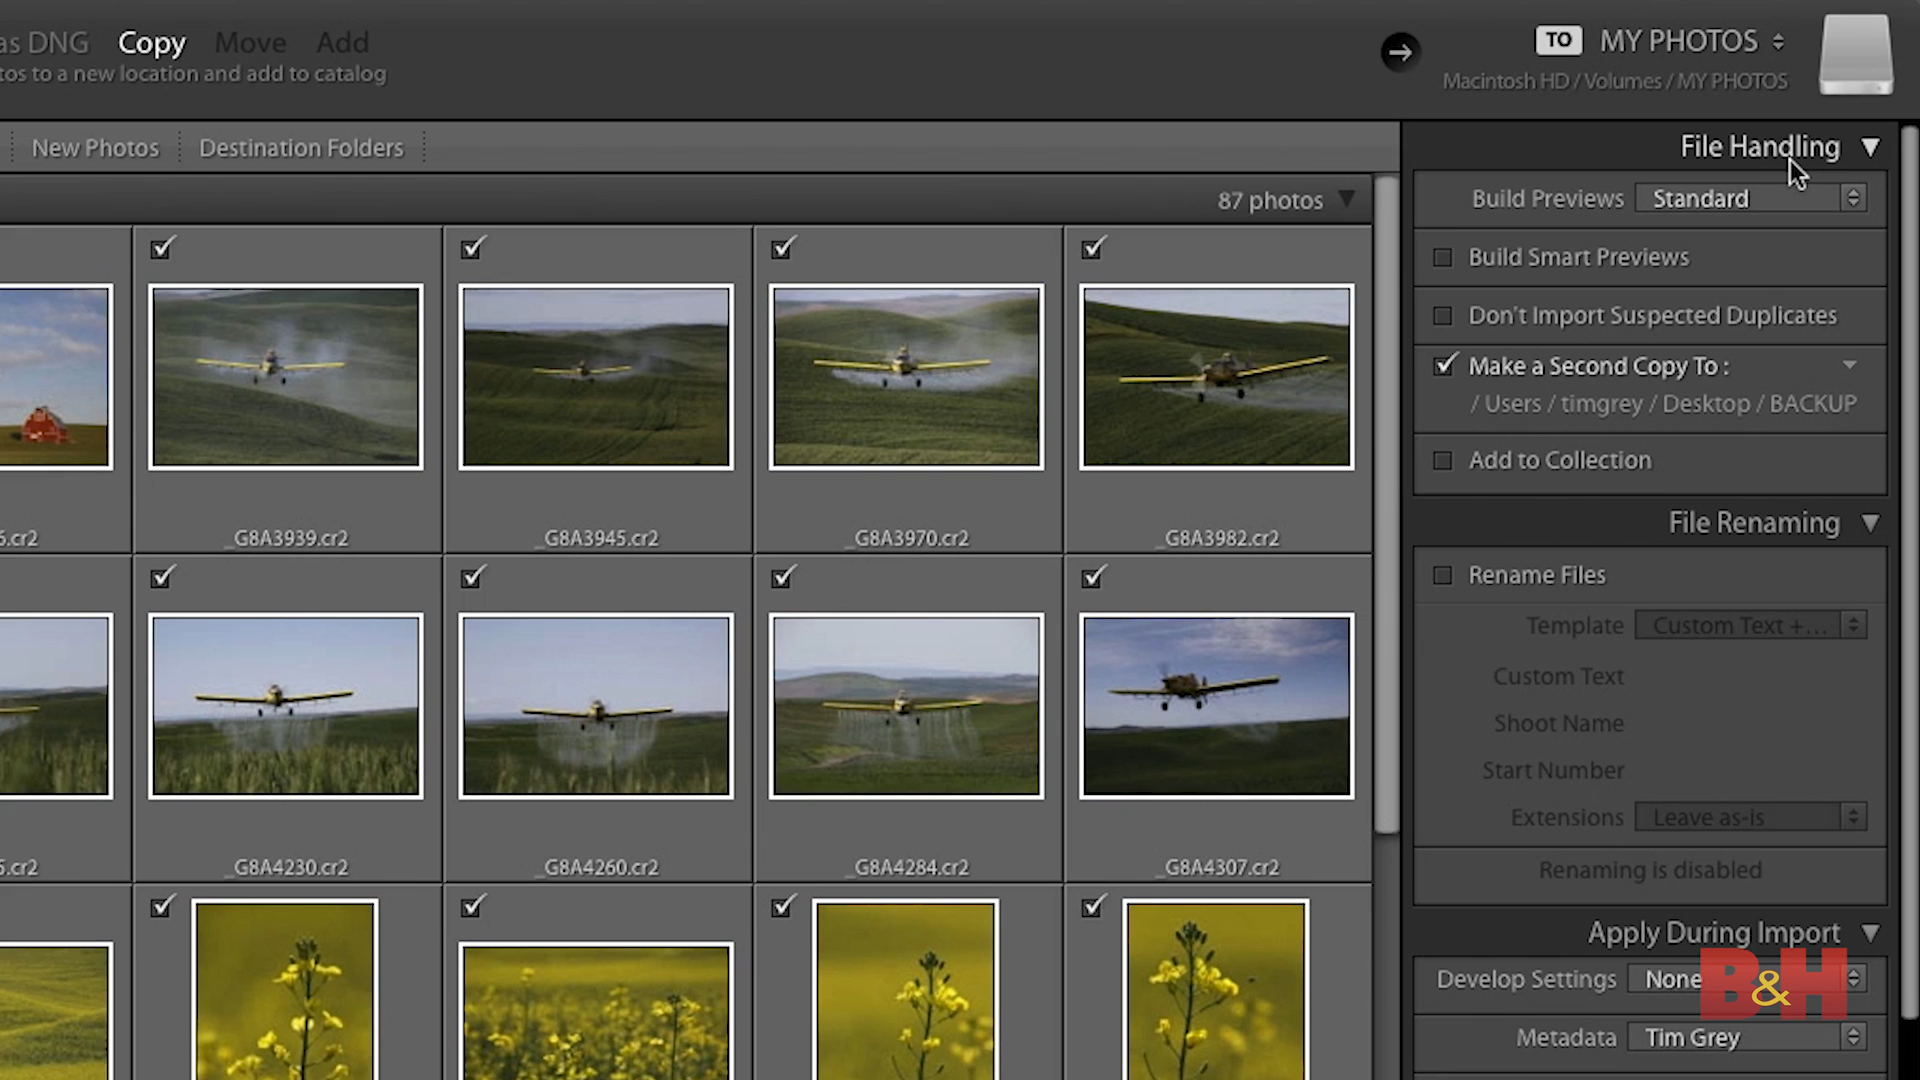 as DNG Copy Move Add
tos to a new location and add to catalog
TO MY PHOTOS
Macintosh HD / Volumes / MY PHOTOS
New Photos Destination Folders
87 photos
_G8A3939.cr2 _G8A3945.cr2 _G8A3970.cr2 _G8A3982.cr2
.cr2
_G8A4230.cr2 _G8A4260.cr2 _G8A4284.cr2 _G8A4307.cr2
.cr2
File Handling
Build Previews Standard
Build Smart Previews
Don't Import Suspected Duplicates
Make a Second Copy To :
/ Users / timgrey / Desktop / BACKUP
Add to Collection
File Renaming
Rename Files
Template Custom Text +...
Custom Text
Shoot Name
Start Number
Extensions Leave as-is
Renaming is disabled
Apply During Import
Develop Settings None
Metadata Tim Grey
B&H